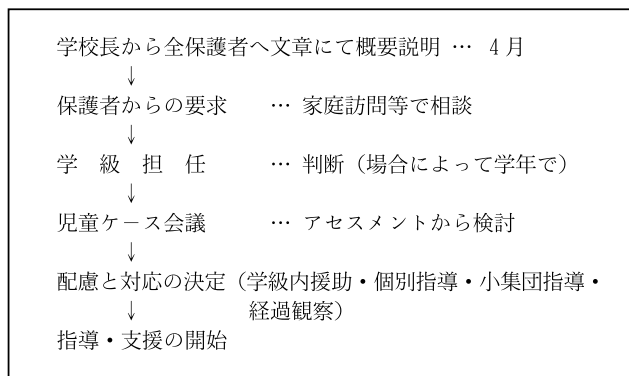 学校長から全保護者へ文章にて概要説明 … 4月
↓
保護者からの要求 … 家庭訪問等で相談
↓
学 級 担 任 … 判断（場合によって学年で）
↓
児童ケース会議 … アセスメントから検討
↓
配慮と対応の決定（学級内援助・個別指導・小集団指導・
↓ 経過観察）
指導・支援の開始